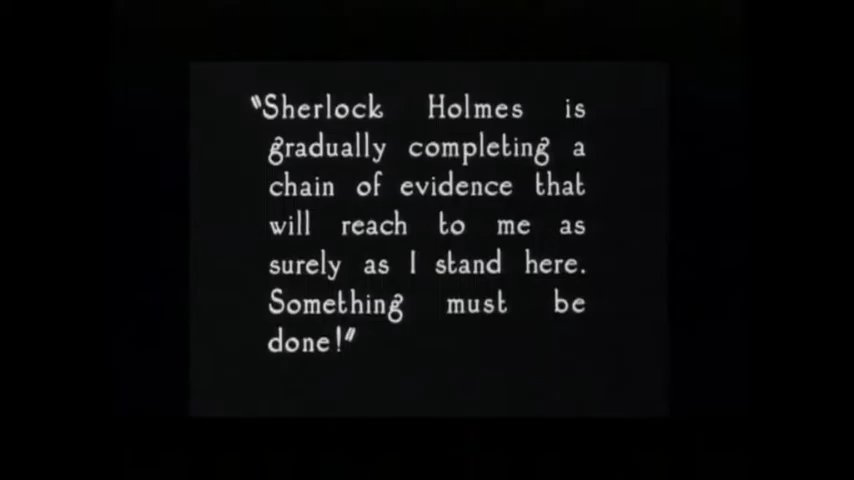 "Sherlock Holmes is
gradually completing a
chain of evidence that
will reach to me as
surely as I stand here.
Something must be
done!"